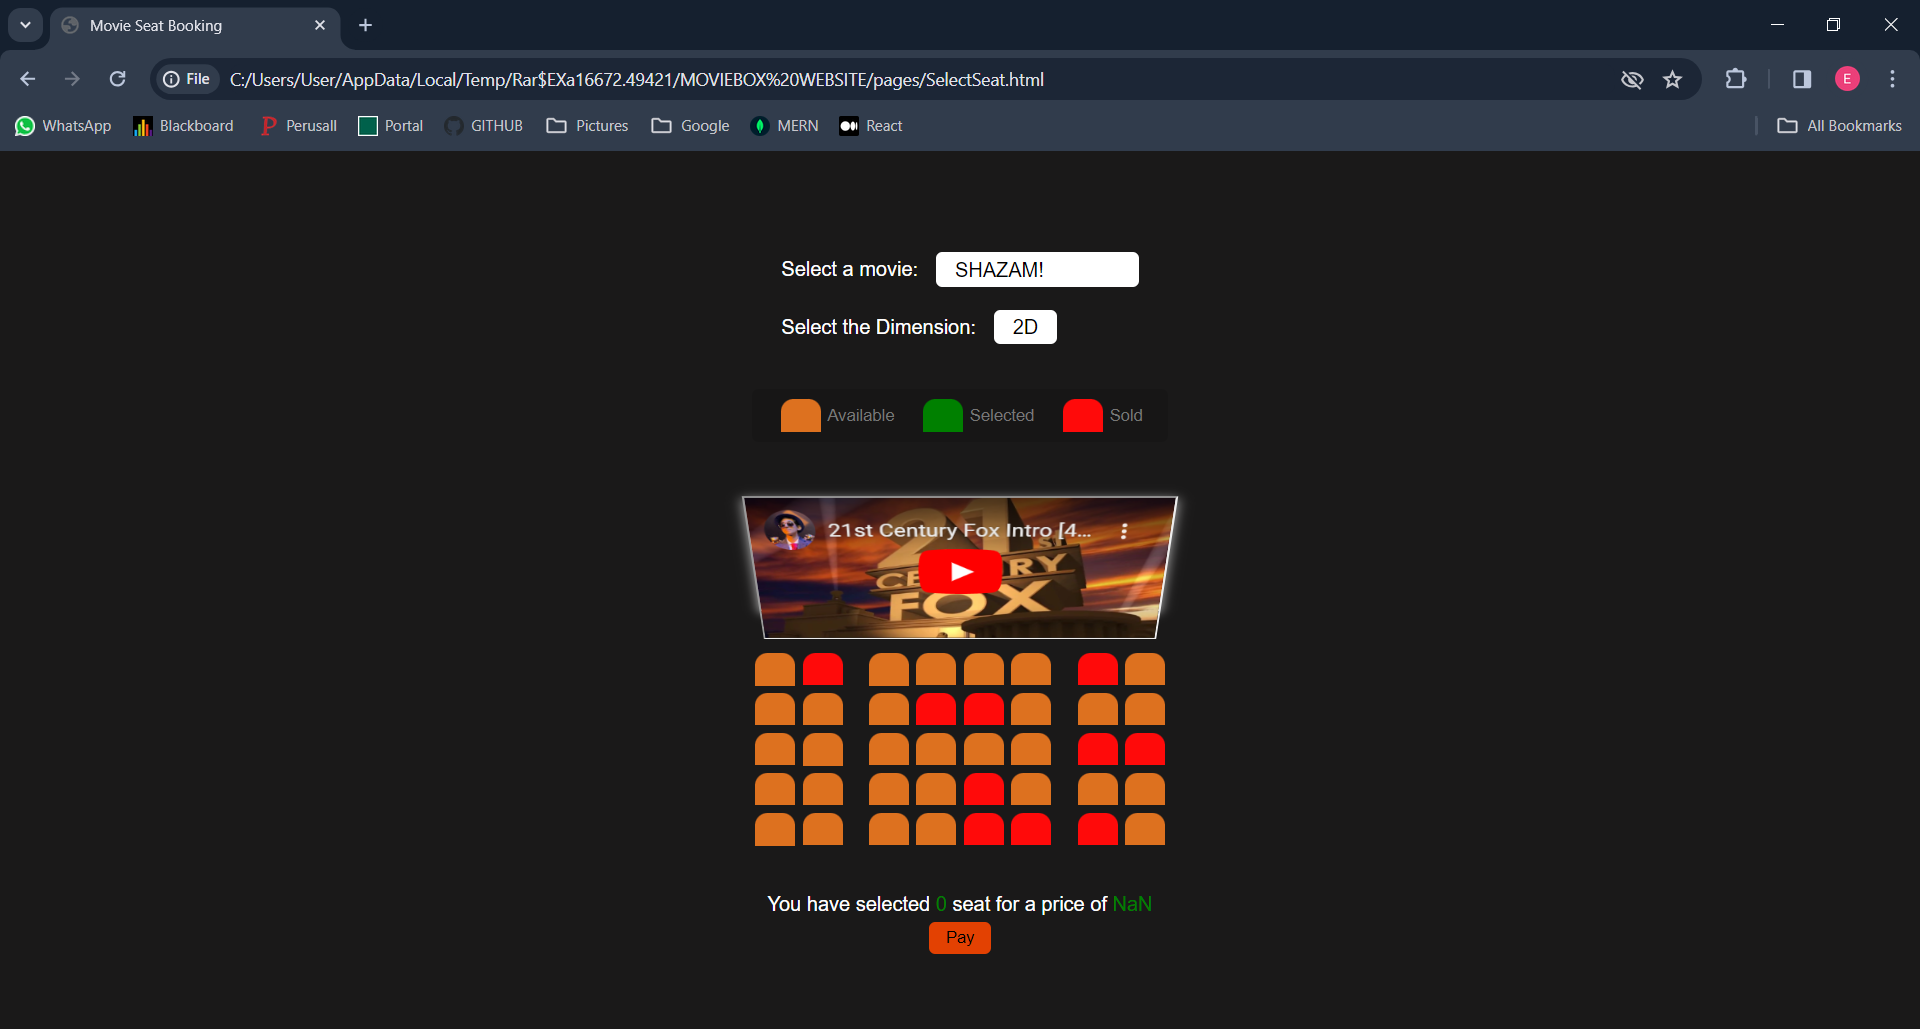 Movie Seat Booking
File C:/Users/User/AppData/Local/Temp/Rar$EXa16672.49421/MOVIEBOX%20WEBSITE/pages/SelectSeat.html E
WhatsApp Blackboard Perusall Portal GITHUB Pictures Google MERN React All Bookmarks
Select a movie: SHAZAM!
Select the Dimension: 2D
Available Selected Sold
21st Century Fox Intro [4...
21ST
CENTURY
FOX
You have selected 0 seat for a price of NaN
Pay